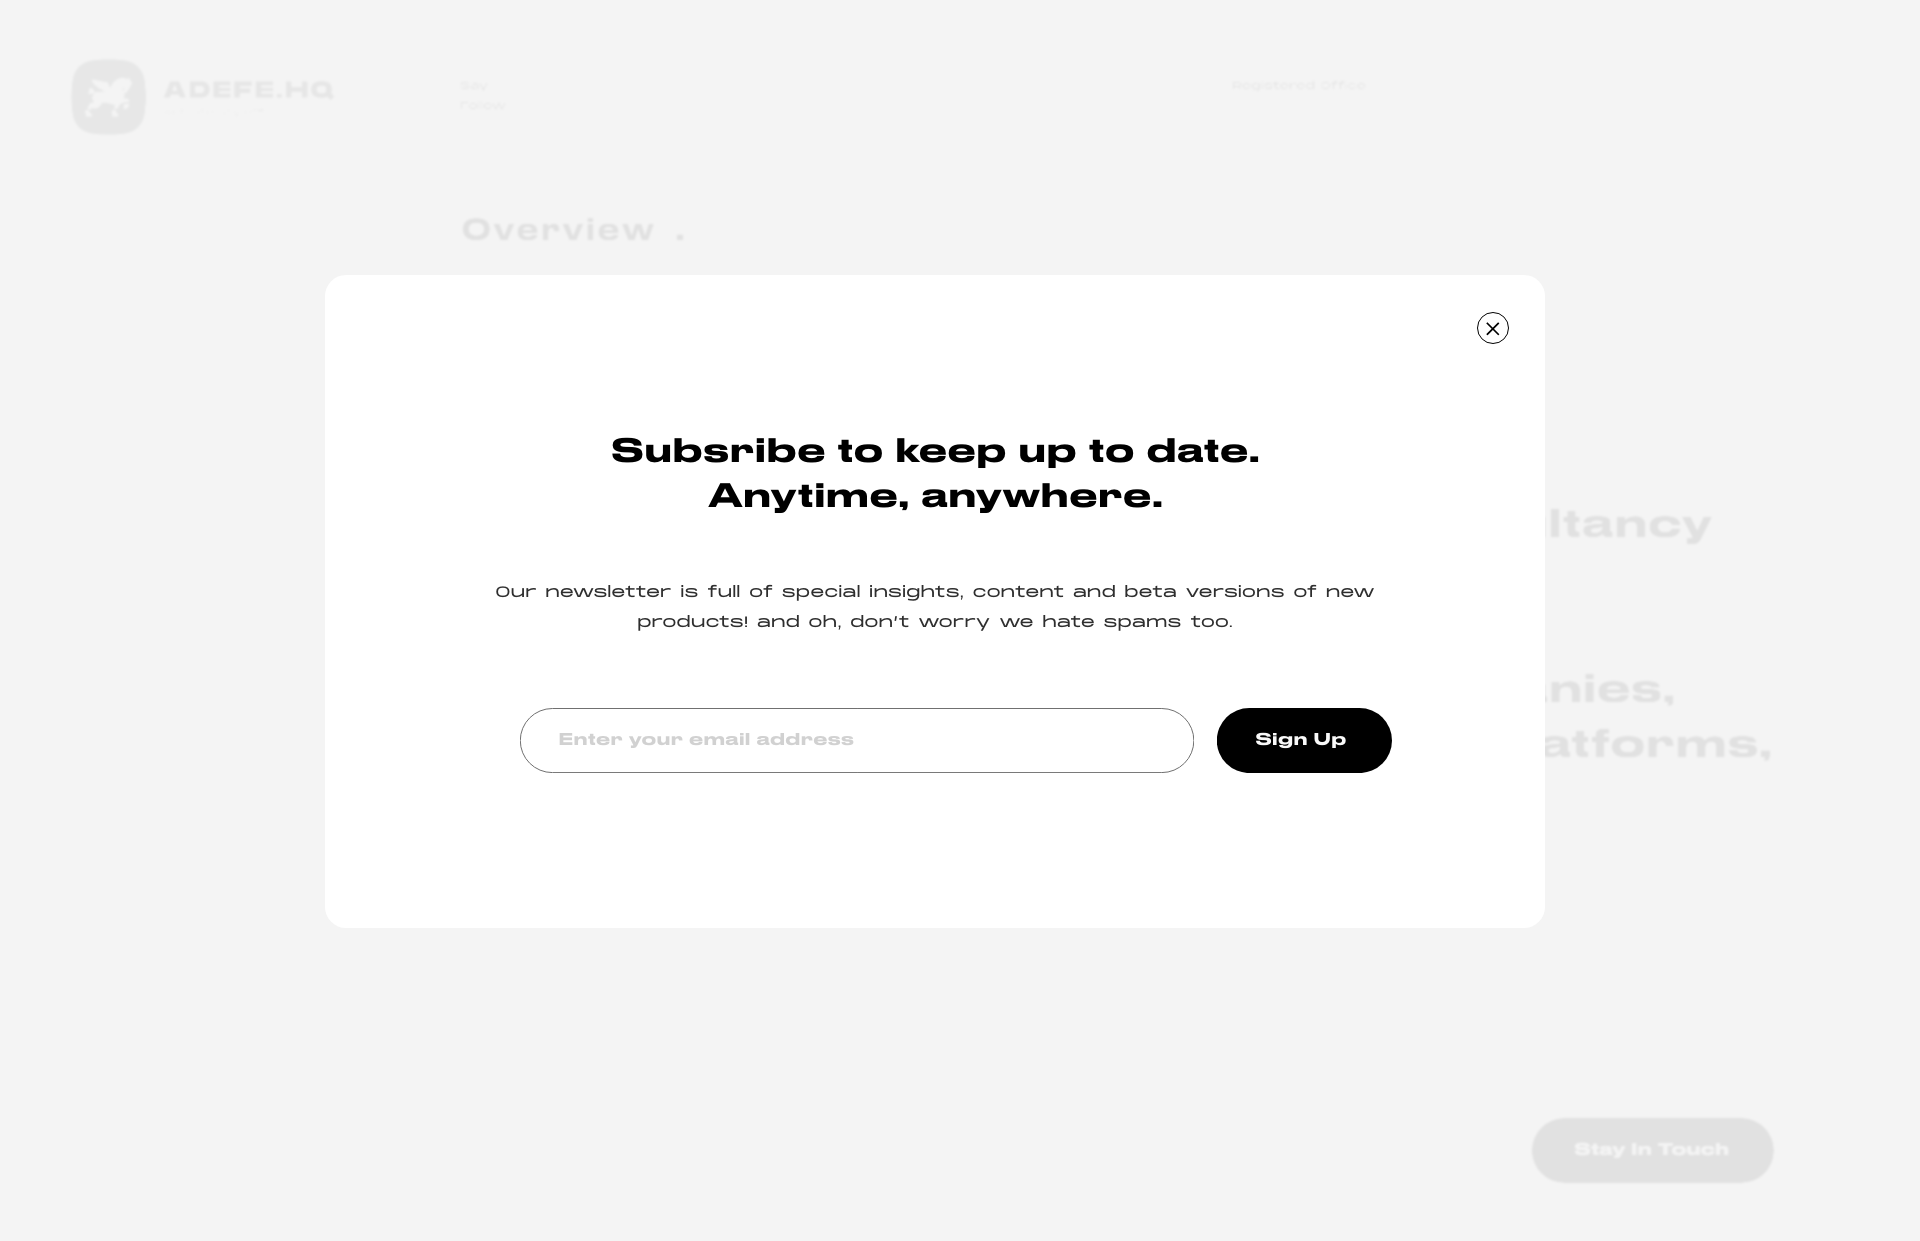 ADEFE.HQ
Say
Registered Office
Overview .
Subsribe to keep up to date.
Anytime, anywhere.
ltancy
Our newsletter is full of special insights, content and beta versions of new
products! and oh, don't worry we hate spams too.
nies,
Enter your email address
Sign Up
atforms,
Stay In Touch